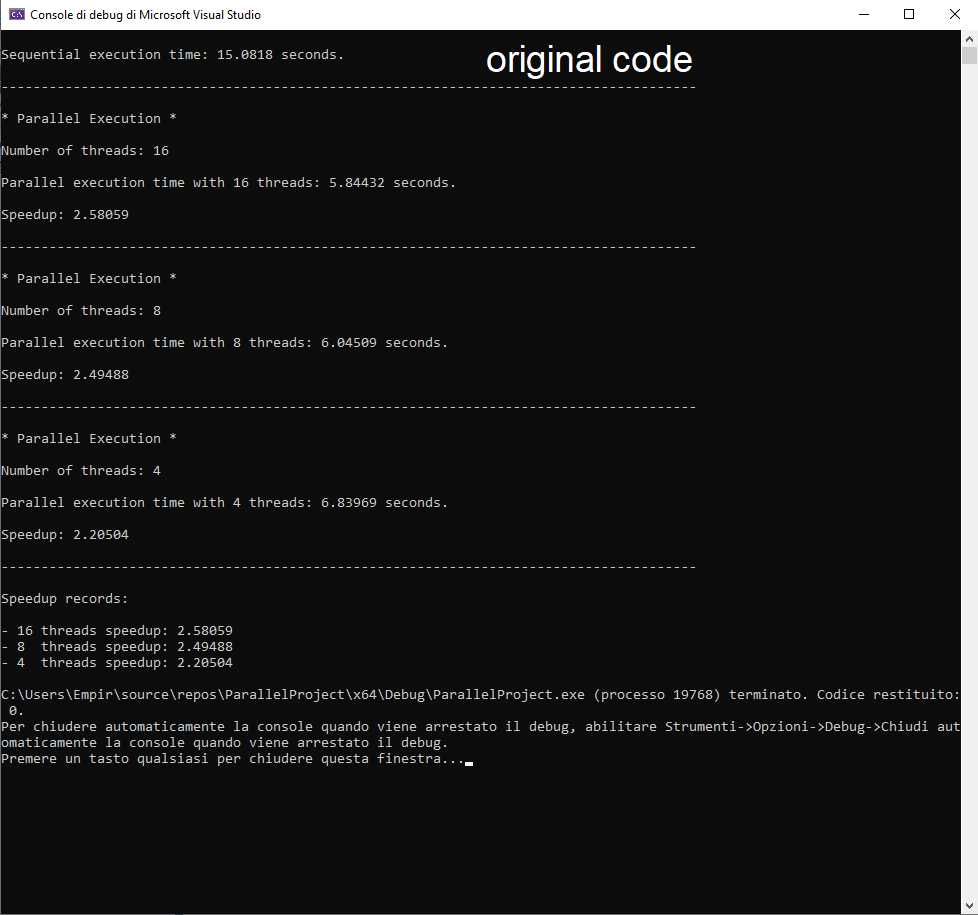 Console di debug di Microsoft Visual Studio
Sequential execution time: 15.0818 seconds.
original code
---------------------------------------------------------------------------------------
* Parallel Execution *
Number of threads: 16
Parallel execution time with 16 threads: 5.84432 seconds.
Speedup: 2.58059
---------------------------------------------------------------------------------------
* Parallel Execution *
Number of threads: 8
Parallel execution time with 8 threads: 6.04509 seconds.
Speedup: 2.49488
---------------------------------------------------------------------------------------
* Parallel Execution *
Number of threads: 4
Parallel execution time with 4 threads: 6.83969 seconds.
Speedup: 2.20504
---------------------------------------------------------------------------------------
Speedup records:
- 16 threads speedup: 2.58059
- 8  threads speedup: 2.49488
- 4  threads speedup: 2.20504
C:\Users\Empir\source\repos\ParallelProject\x64\Debug\ParallelProject.exe (processo 19768) terminato. Codice restituito:
 0.
Per chiudere automaticamente la console quando viene arrestato il debug, abilitare Strumenti->Opzioni->Debug->Chiudi aut
omaticamente la console quando viene arrestato il debug.
Premere un tasto qualsiasi per chiudere questa finestra...